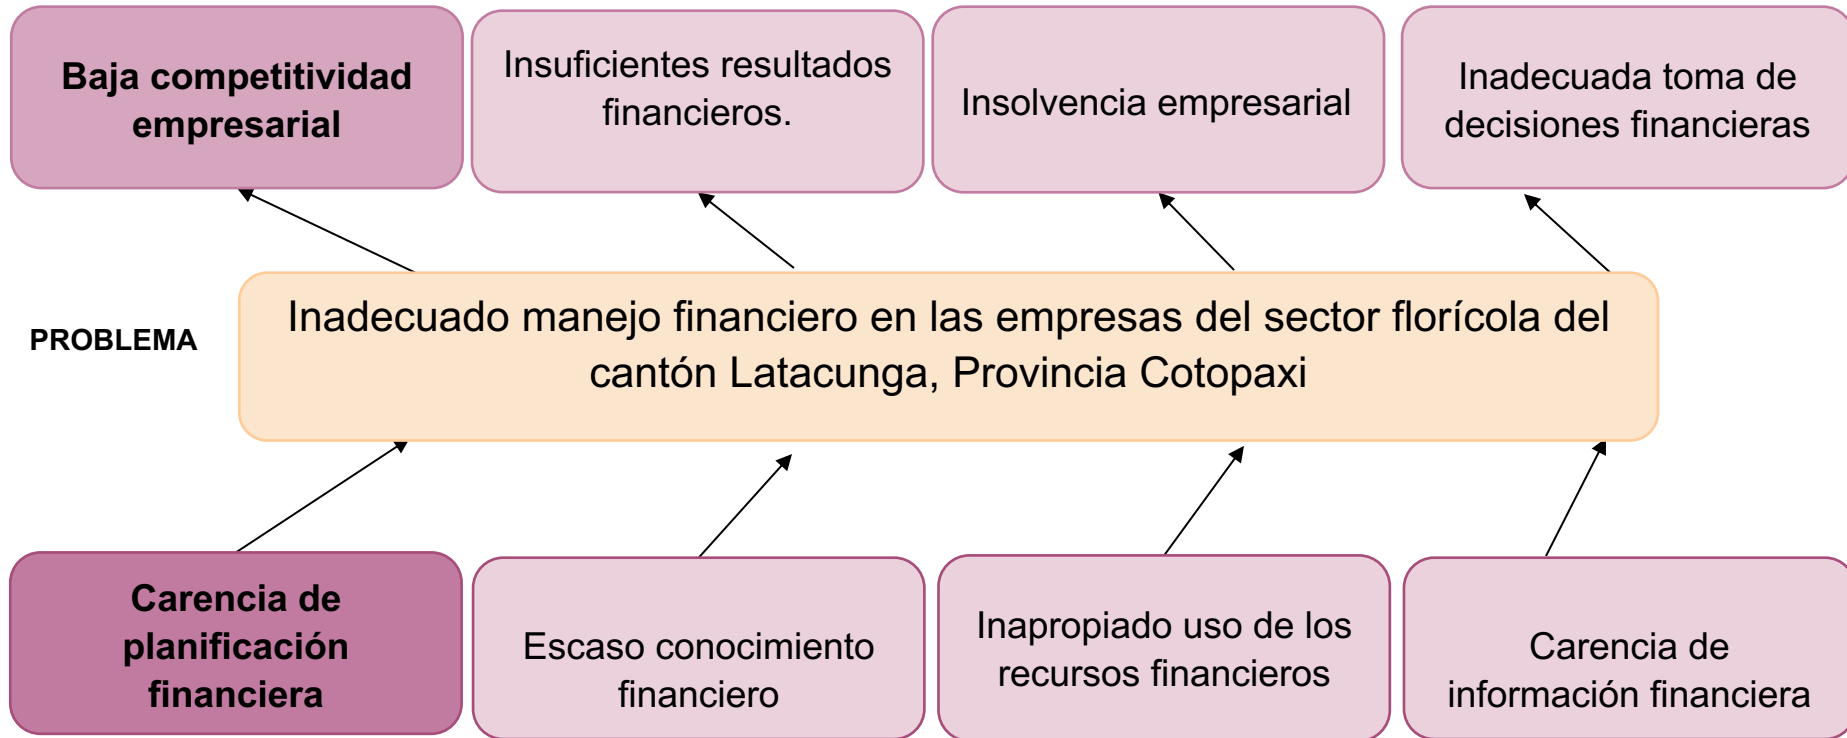 Baja competitividad
empresarial
Insuficientes resultados
financieros.
Insolvencia empresarial
Inadecuada toma de
decisiones financieras
PROBLEMA
Inadecuado manejo financiero en las empresas del sector florícola del
cantón Latacunga, Provincia Cotopaxi
Carencia de
planificación
financiera
Escaso conocimiento
financiero
Inapropiado uso de los
recursos financieros
Carencia de
información financiera